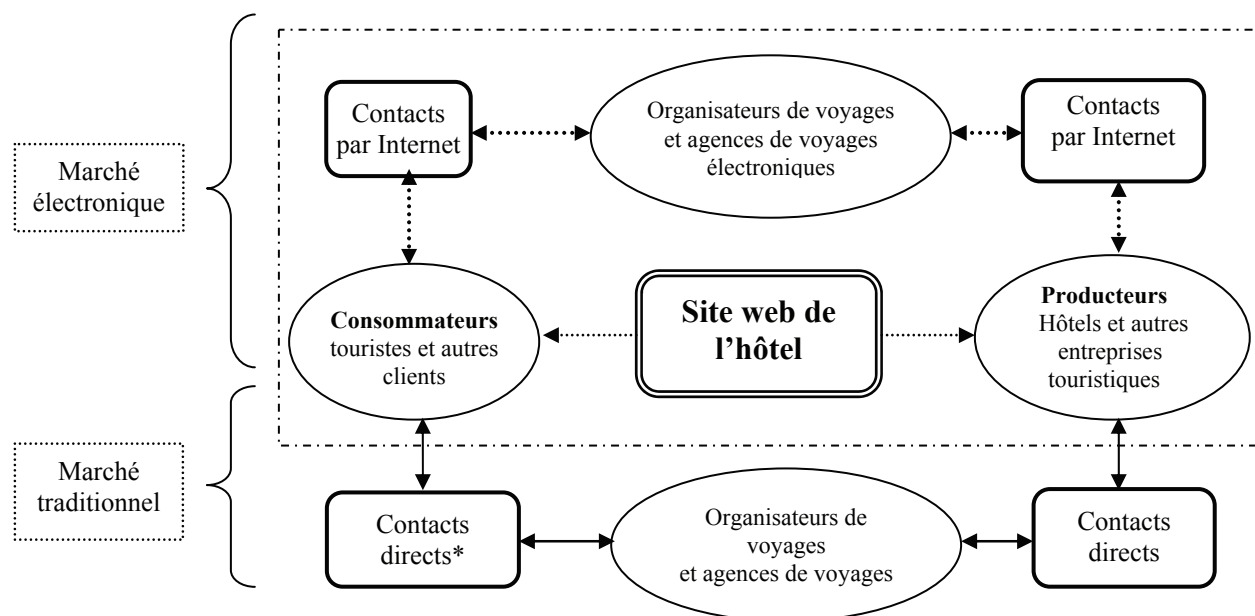 Marché
électronique
Contacts
par Internet
Organisateurs de voyages
et agences de voyages
électroniques
Contacts
par Internet
Consommateurs
touristes et autres
clients
Site web de
l’hôtel
Producteurs
Hôtels et autres
entreprises
touristiques
Marché
traditionnel
Contacts
directs*
Organisateurs de
voyages
et agences de voyages
Contacts
directs